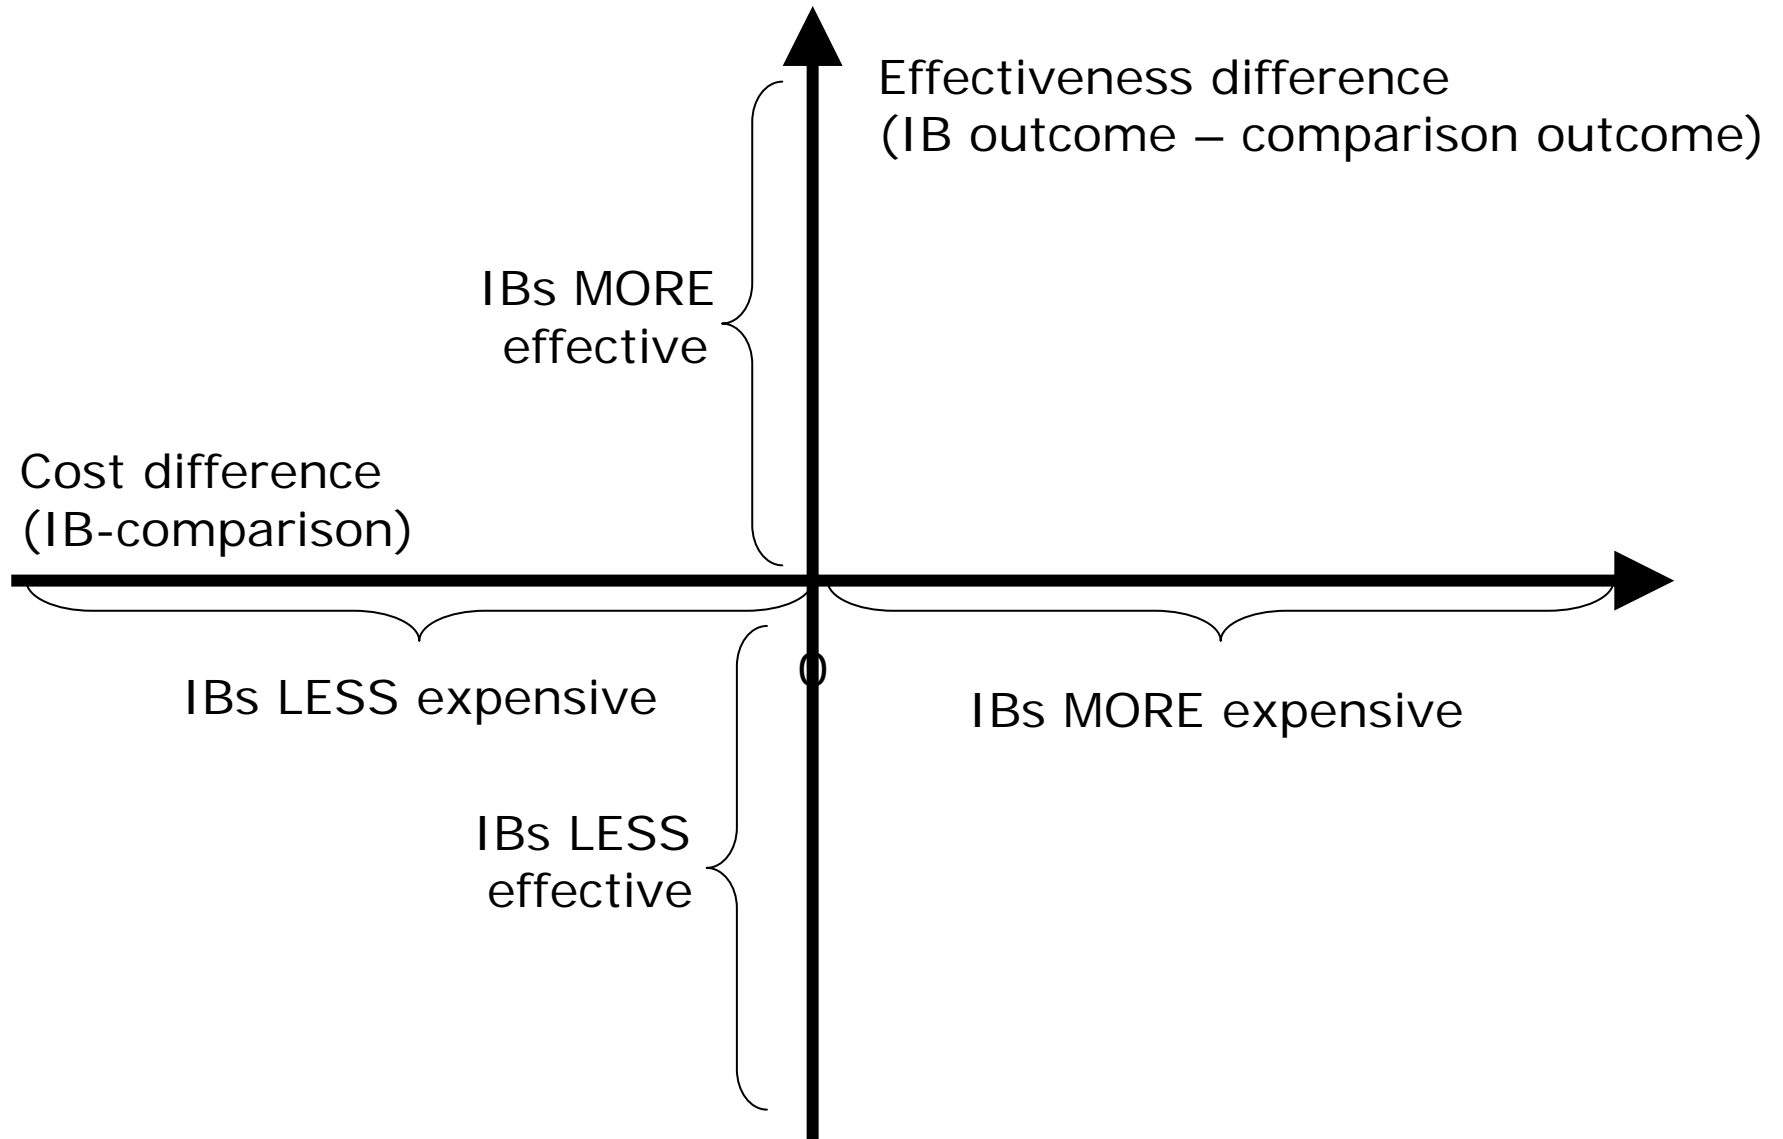 Effectiveness difference
(IB outcome – comparison outcome)
IBs MORE
effective
Cost difference
(IB-comparison)
0
IBs LESS expensive
IBs MORE expensive
IBs LESS
effective